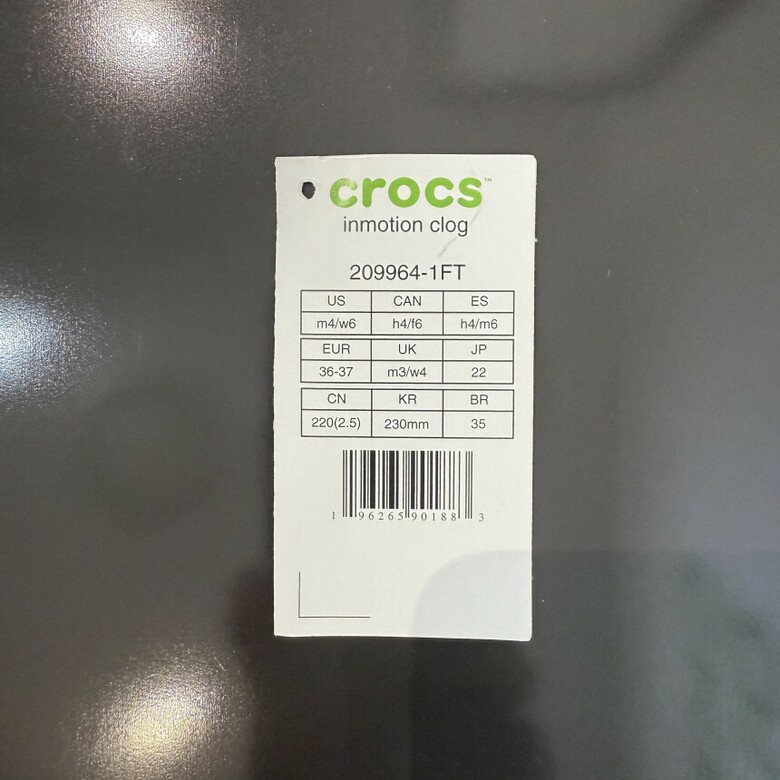 crocs™
inmotion clog
209964-1FT
US CAN ES
m4/w6 h4/f6 h4/m6
EUR UK JP
36-37 m3/w4 22
CN KR BR
220(2.5) 230mm 35
1 96265 90188 3